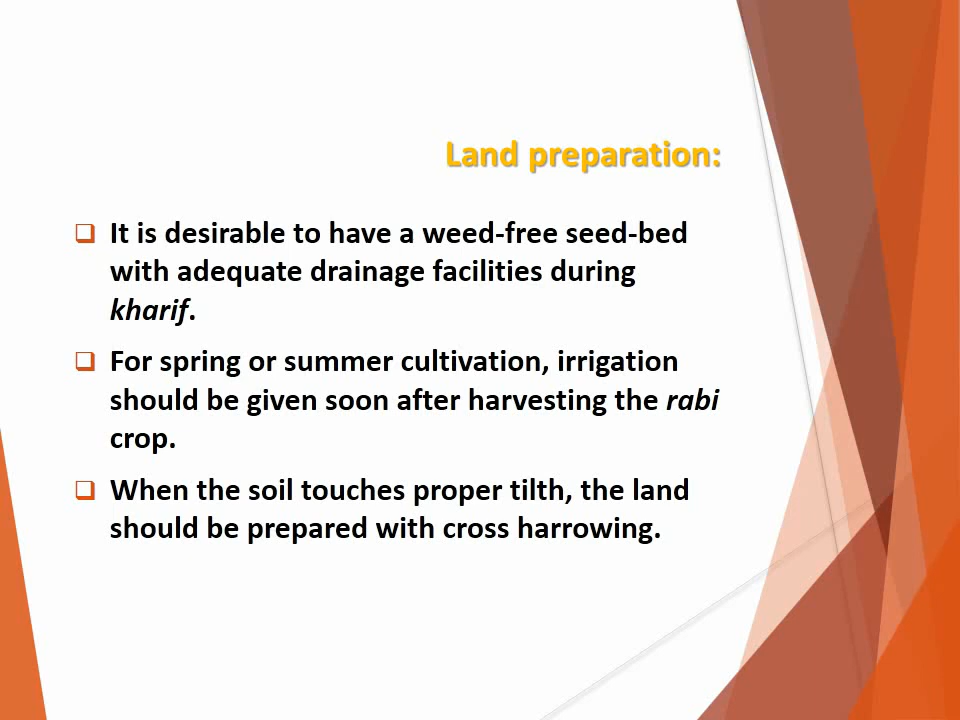 Land preparation:
It is desirable to have a weed-free seed-bed
with adequate drainage facilities during
kharif.
For spring or summer cultivation, irrigation
should be given soon after harvesting the rabi
crop.
When the soil touches proper tilth, the land
should be prepared with cross harrowing.